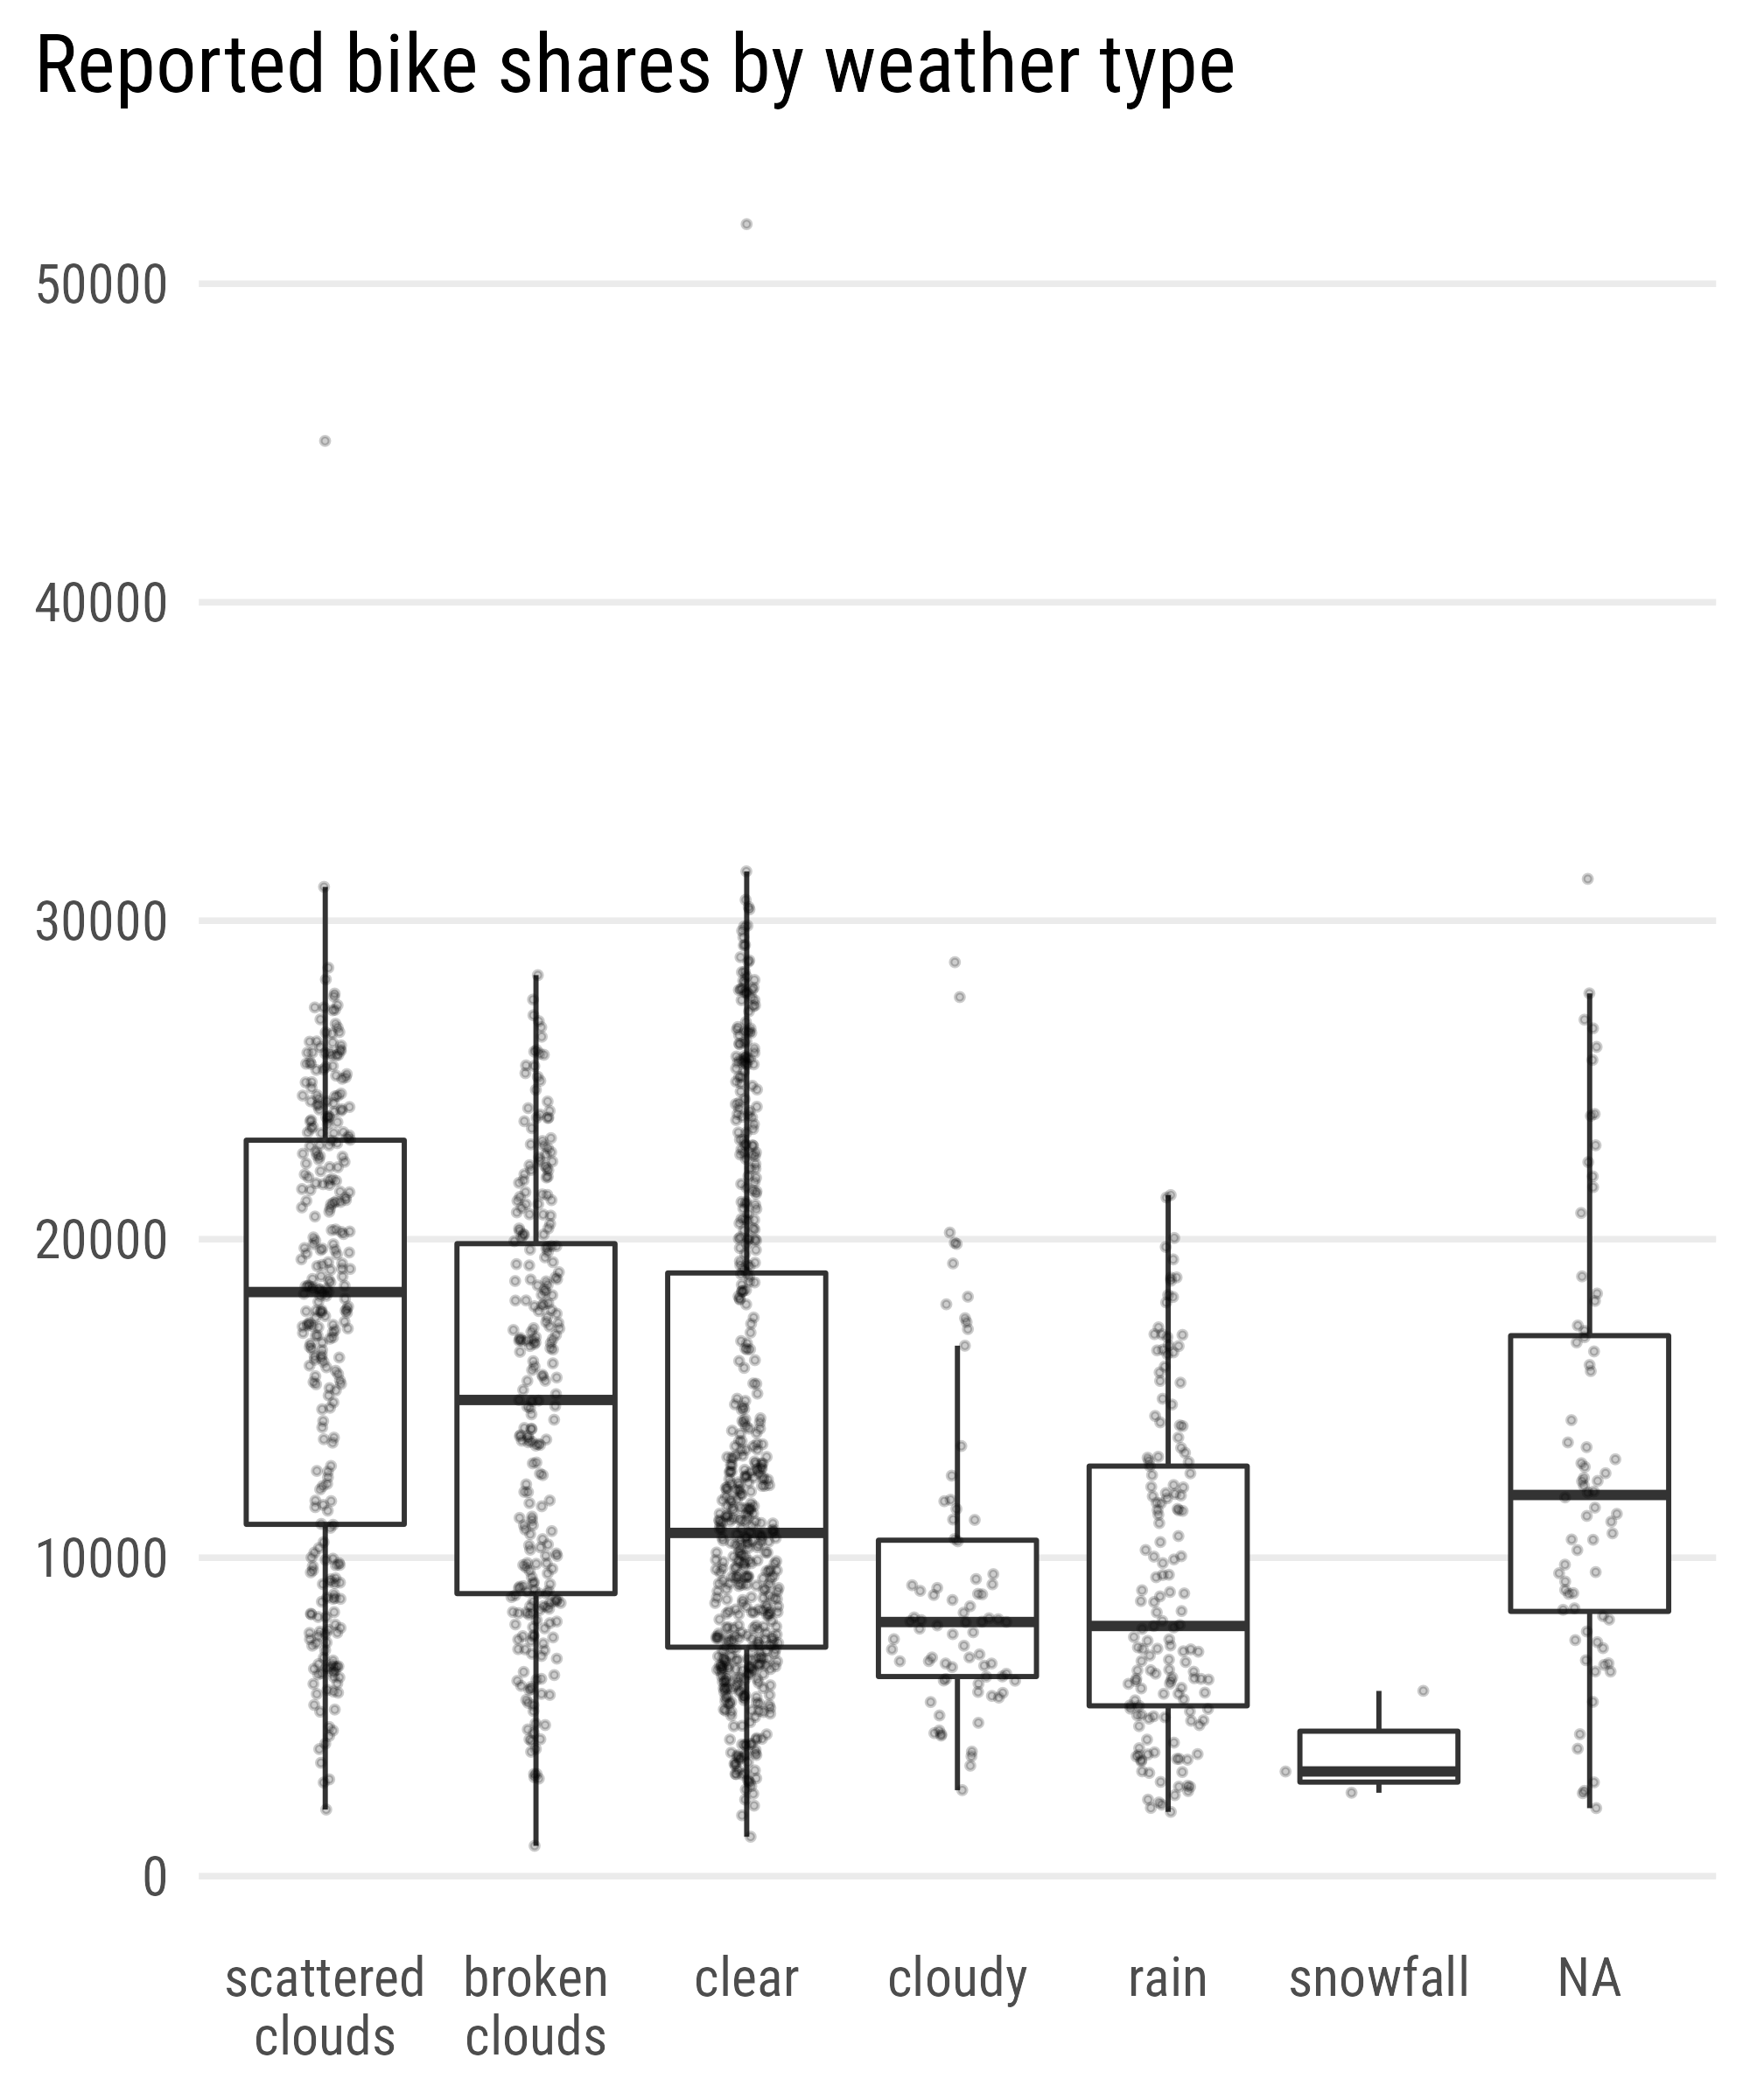 Reported bike shares by weather type
50000
40000
30000
20000
10000
0
scattered clouds
broken clouds
clear
cloudy
rain
snowfall
NA